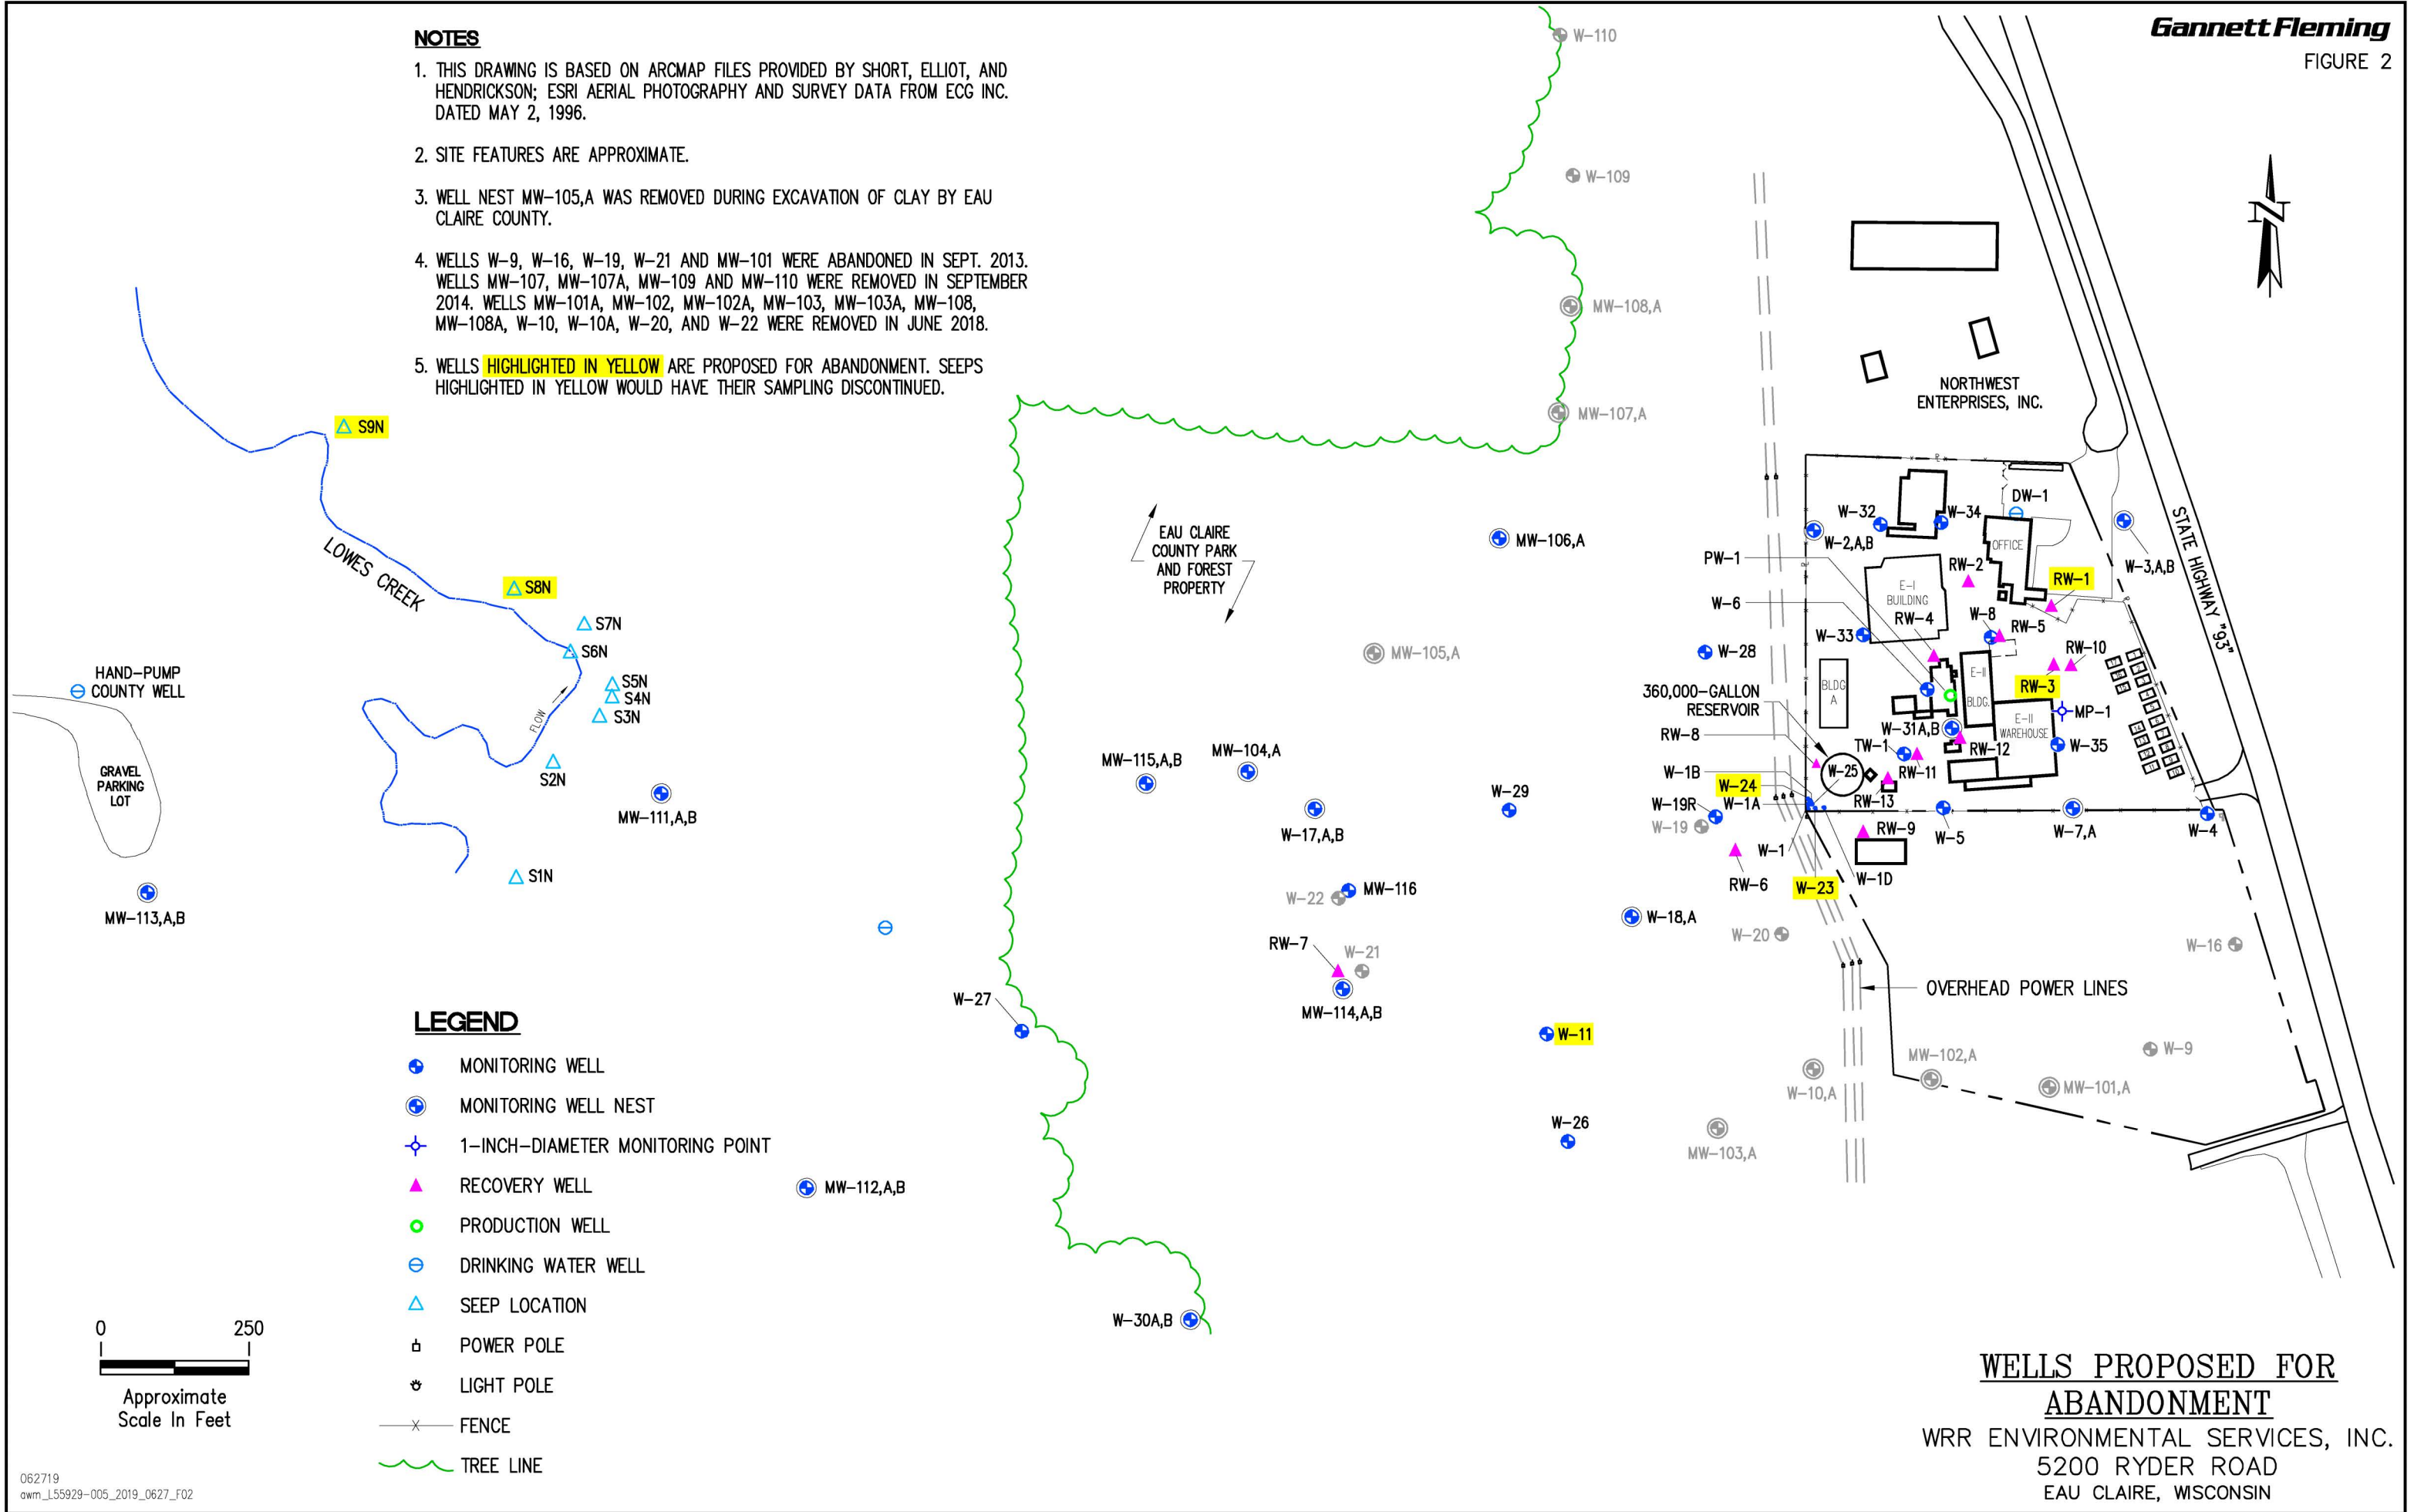 Gannett Fleming
FIGURE 2
NOTES
1. THIS DRAWING IS BASED ON ARCMAP FILES PROVIDED BY SHORT, ELLIOT, AND
HENDRICKSON; ESRI AERIAL PHOTOGRAPHY AND SURVEY DATA FROM ECG INC.
DATED MAY 2, 1996.
2. SITE FEATURES ARE APPROXIMATE.
3. WELL NEST MW-105,A WAS REMOVED DURING EXCAVATION OF CLAY BY EAU
CLAIRE COUNTY.
4. WELLS W-9, W-16, W-19, W-21 AND MW-101 WERE ABANDONED IN SEPT. 2013.
WELLS MW-107, MW-107A, MW-109 AND MW-110 WERE REMOVED IN SEPTEMBER
2014. WELLS MW-101A, MW-102, MW-102A, MW-103, MW-103A, MW-108,
MW-108A, W-10, W-10A, W-20, AND W-22 WERE REMOVED IN JUNE 2018.
5. WELLS HIGHLIGHTED IN YELLOW ARE PROPOSED FOR ABANDONMENT. SEEPS
HIGHLIGHTED IN YELLOW WOULD HAVE THEIR SAMPLING DISCONTINUED.
W-110
W-109
MW-108,A
MW-107,A
N
NORTHWEST
ENTERPRISES, INC.
STATE HIGHWAY "93"
S9N
LOWES CREEK
S8N
S7N
S6N
S5N
S4N
S3N
FLOW
S2N
S1N
HAND-PUMP
COUNTY WELL
GRAVEL
PARKING
LOT
MW-113,A,B
MW-111,A,B
EAU CLAIRE
COUNTY PARK
AND FOREST
PROPERTY
MW-106,A
MW-105,A
MW-115,A,B
MW-104,A
W-17,A,B
W-29
W-28
MW-116
W-22
RW-7
W-21
MW-114,A,B
W-27
W-18,A
W-11
W-26
MW-103,A
W-10,A
MW-102,A
MW-101,A
W-9
W-16
W-20
OVERHEAD POWER LINES
MW-112,A,B
W-30A,B
DW-1
W-32
W-34
W-2,A,B
OFFICE
W-3,A,B
PW-1
RW-2
RW-1
E-I
BUILDING
W-6
RW-4
W-8
RW-5
W-33
RW-10
E-II
BLDG.
RW-3
BLDG
A
360,000-GALLON
RESERVOIR
MP-1
E-II
WAREHOUSE
W-31A,B
RW-8
TW-1
RW-12
W-35
W-25
RW-11
W-1B
W-24
W-1A
RW-13
W-19R
W-19
RW-9
W-5
W-7,A
W-4
W-1
RW-6
W-23
W-1D
LEGEND
MONITORING WELL
MONITORING WELL NEST
1-INCH-DIAMETER MONITORING POINT
RECOVERY WELL
PRODUCTION WELL
DRINKING WATER WELL
SEEP LOCATION
POWER POLE
LIGHT POLE
FENCE
TREE LINE
0 250
Approximate
Scale In Feet
WELLS PROPOSED FOR
ABANDONMENT
WRR ENVIRONMENTAL SERVICES, INC.
5200 RYDER ROAD
EAU CLAIRE, WISCONSIN
062719
awm_L55929-005_2019_0627_F02